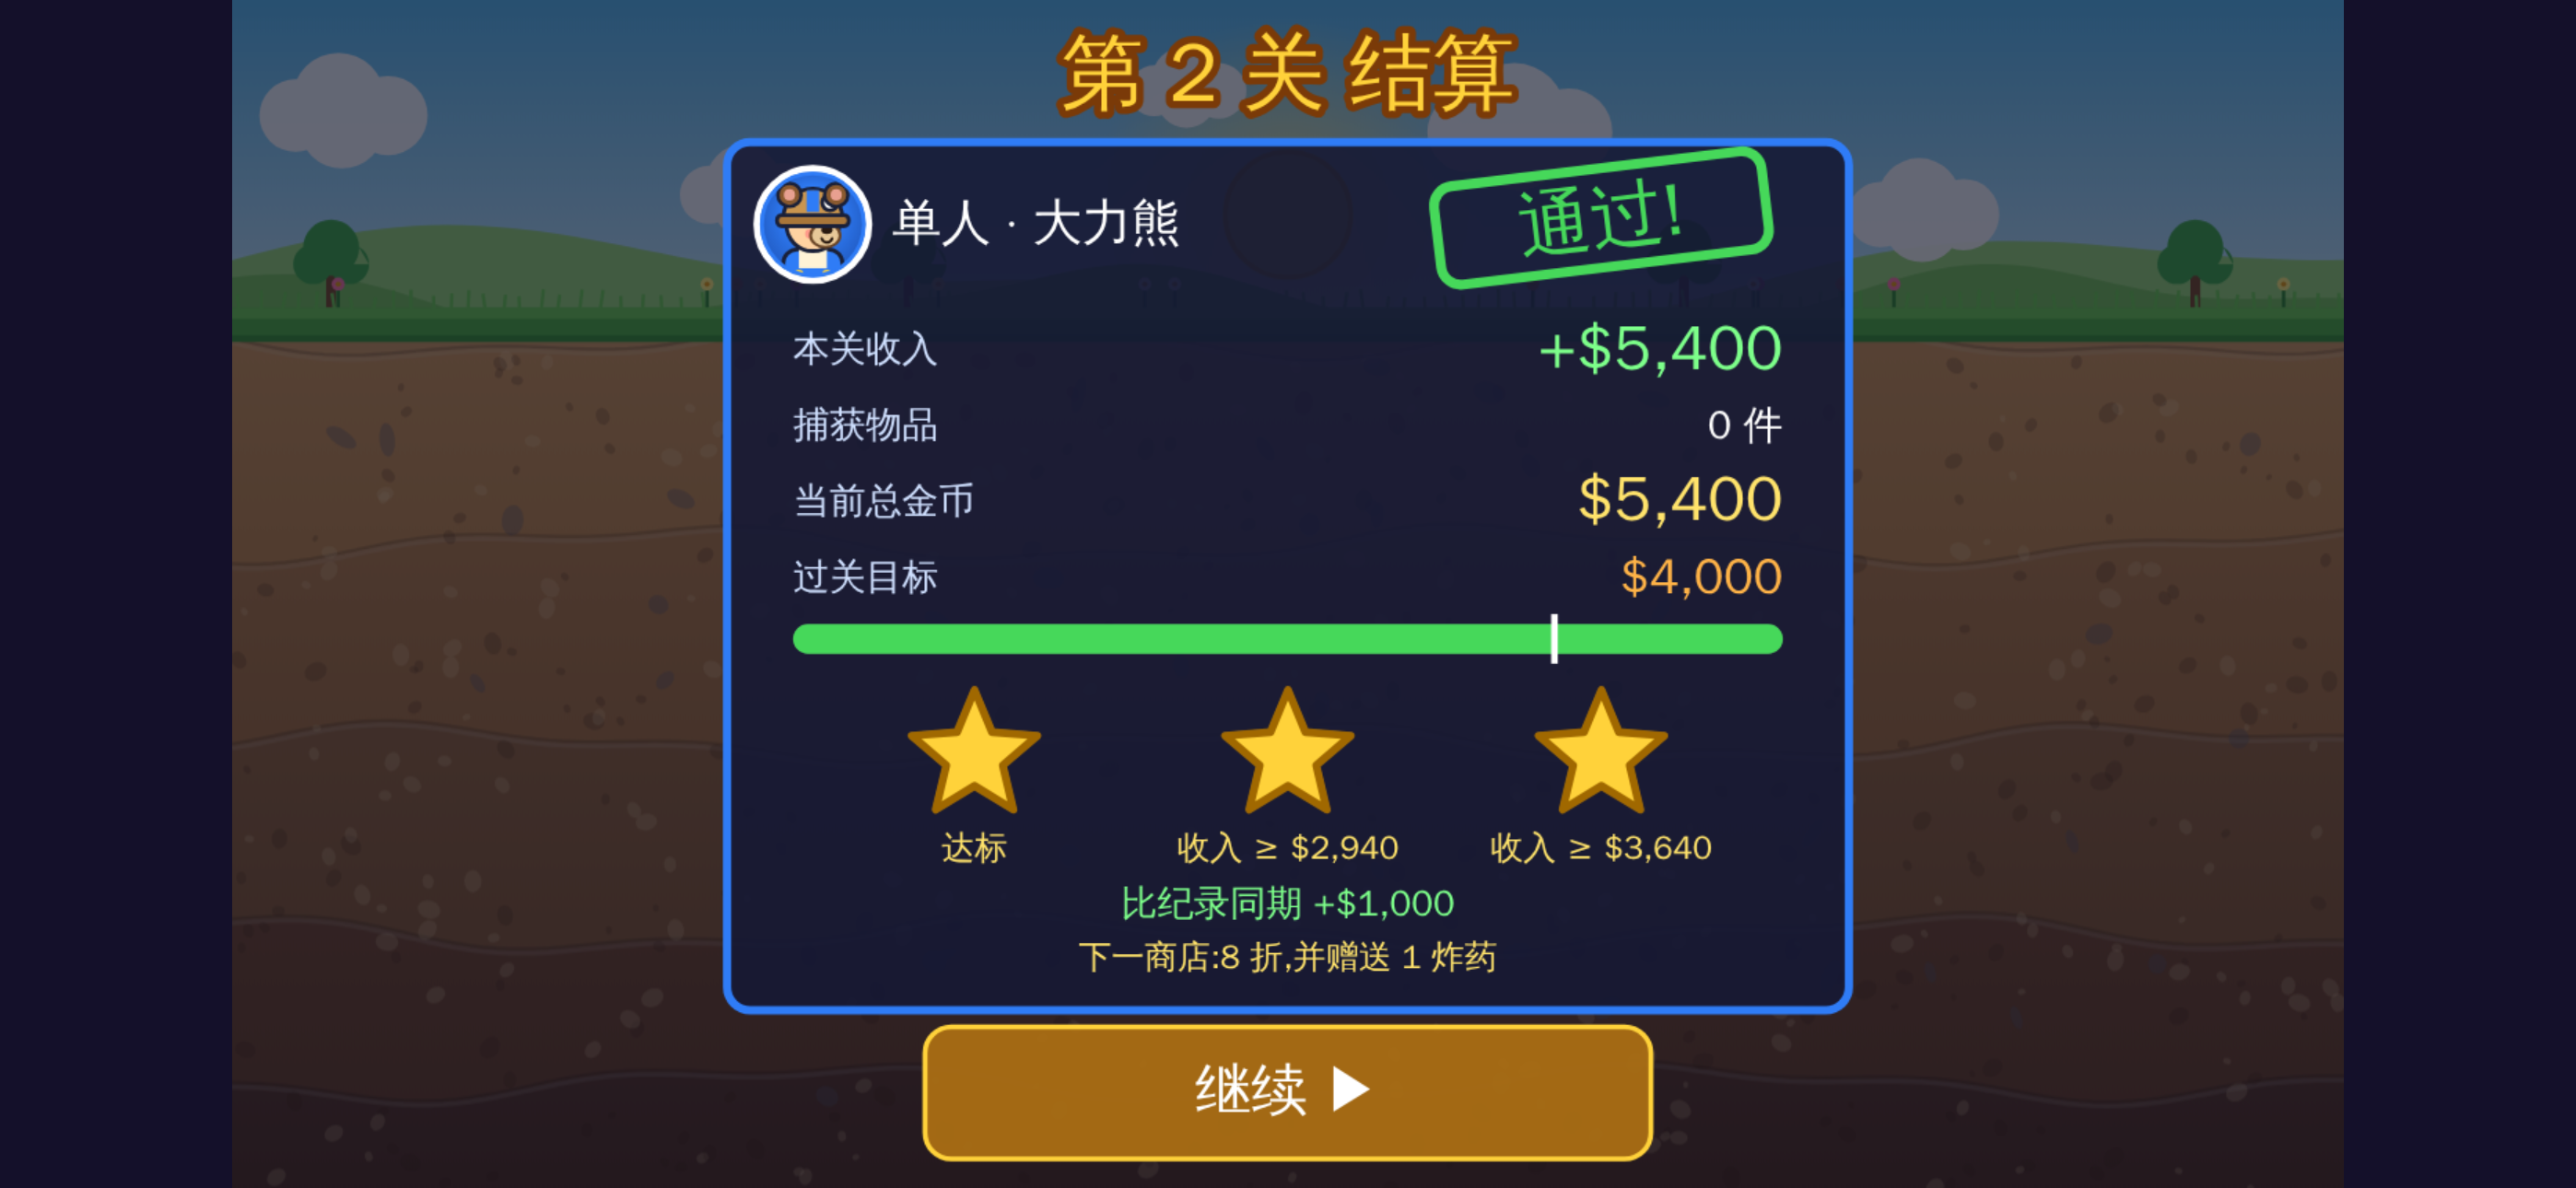 第 2 关 结算
单人 · 大力熊
通过!
本关收入 +$5,400
捕获物品 0 件
当前总金币 $5,400
过关目标 $4,000
达标 收入 ≥ $2,940 收入 ≥ $3,640
比纪录同期 +$1,000
下一商店:8 折,并赠送 1 炸药
继续 ▶